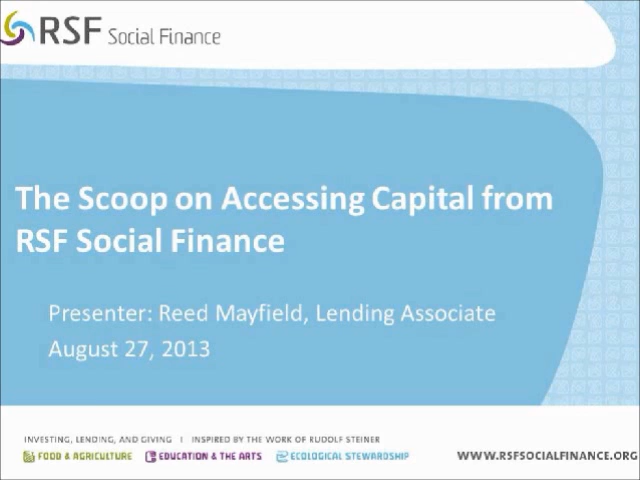 RSF Social Finance
The Scoop on Accessing Capital from
RSF Social Finance
Presenter: Reed Mayfield, Lending Associate
August 27, 2013
INVESTING, LENDING, AND GIVING | INSPIRED BY THE WORK OF RUDOLF STEINER
FOOD & AGRICULTURE EDUCATION & THE ARTS ECOLOGICAL STEWARDSHIP WWW.RSFSOCIALFINANCE.ORG